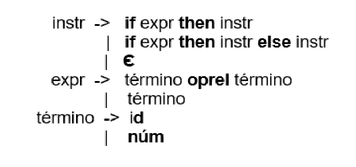 instr -> if expr then instr
| if expr then instr else instr
| Є
expr -> término oprel término
| término
término -> id
| núm